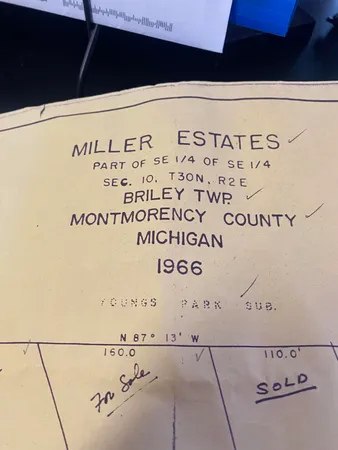 MILLER ESTATES
PART OF SE 1/4 OF SE 1/4
SEC. 10, T30N, R2E
BRILEY TWP.
MONTMORENCY COUNTY
MICHIGAN
1966
YOUNGS PARK SUB.
N 87° 13' W
160.0 110.0'
For Sale SOLD